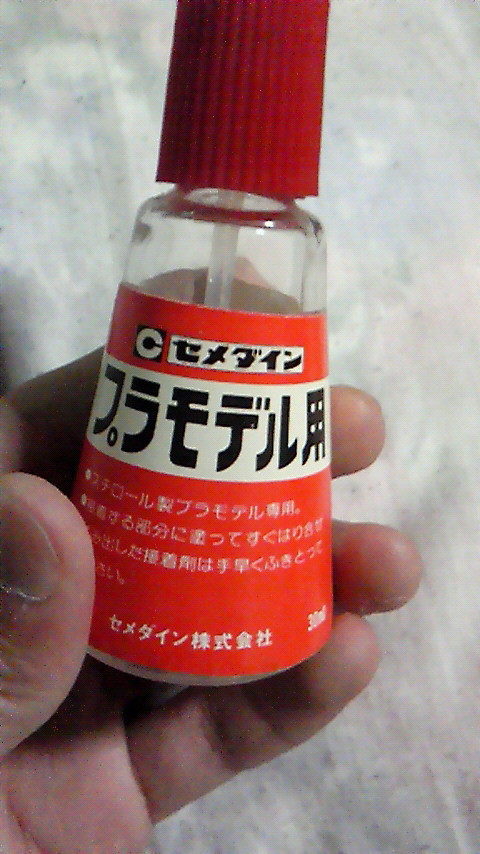 C セメダイン
プラモデル用
●スチロール製プラモデル専用。
●接着する部分に塗ってすぐはり合せ
出した接着剤は手早くふきとって
さい。
セメダイン株式会社 30ml